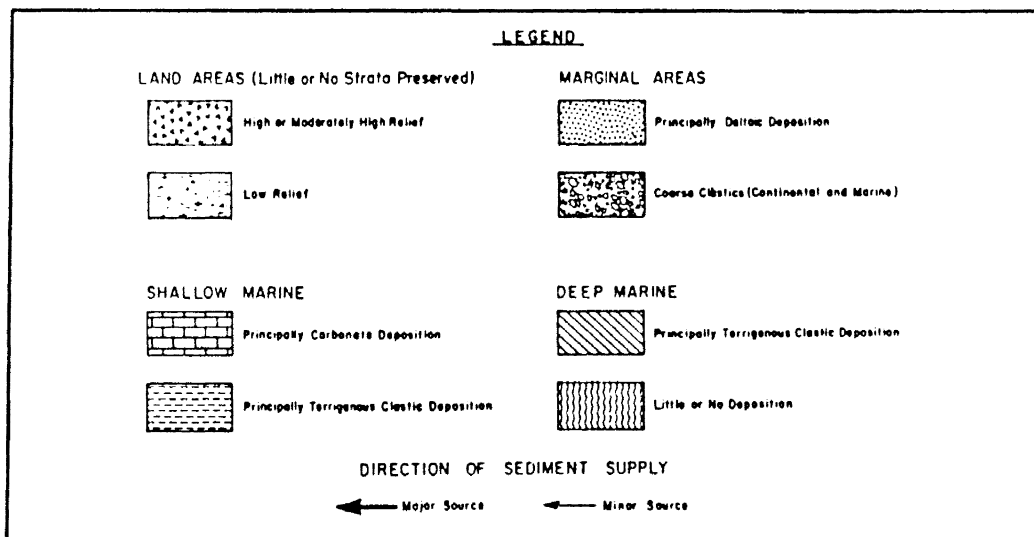 LEGEND
LAND AREAS (Little or No Strata Preserved)
High or Moderately High Relief
Low Relief
MARGINAL AREAS
Principally Deltaic Deposition
Coarse Clastics (Continental and Marine)
SHALLOW MARINE
Principally Carbonate Deposition
Principally Terrigenous Clastic Deposition
DEEP MARINE
Principally Terrigenous Clastic Deposition
Little or No Deposition
DIRECTION OF SEDIMENT SUPPLY
Major Source
Minor Source